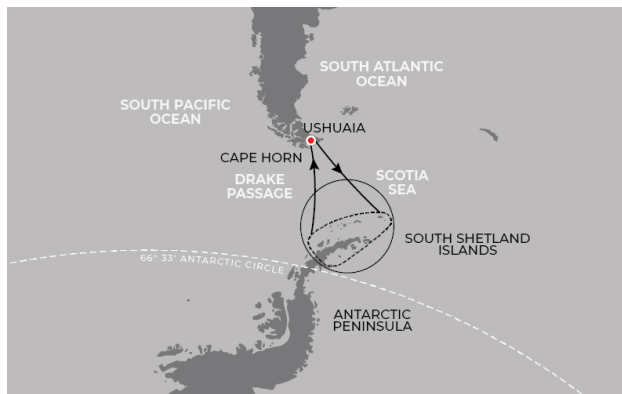 SOUTH ATLANTIC
OCEAN
SOUTH PACIFIC
OCEAN
USHUAIA
CAPE HORN
DRAKE
PASSAGE
SCOTIA
SEA
SOUTH SHETLAND
ISLANDS
66° 33' ANTARCTIC CIRCLE
ANTARCTIC
PENINSULA